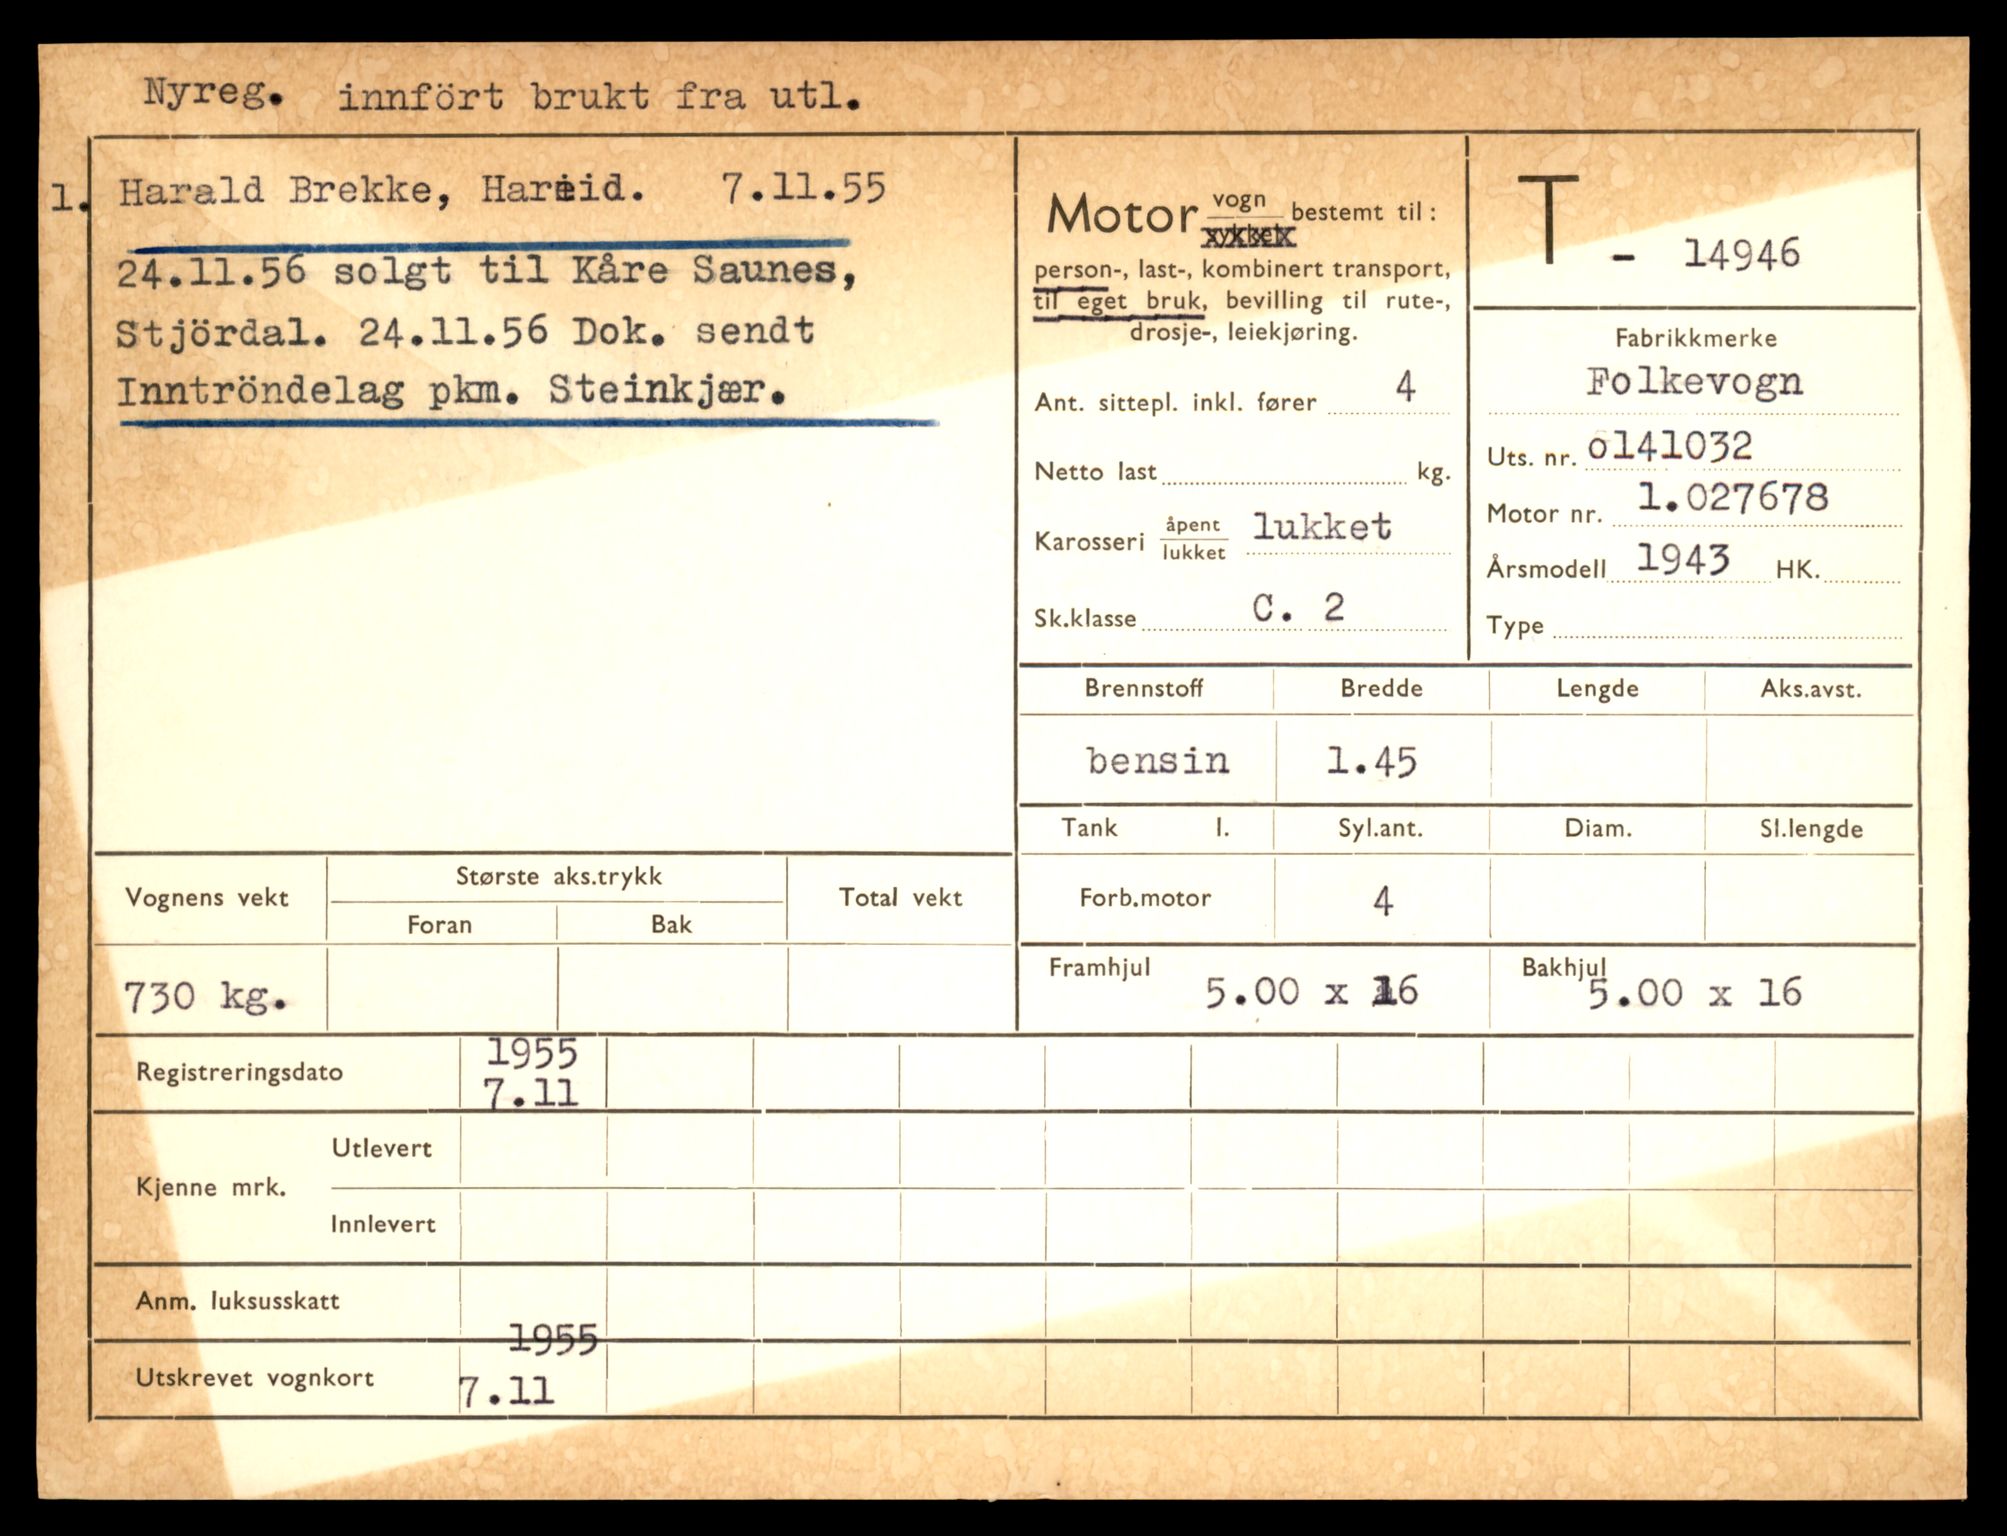 Nyreg. innfört brukt fra utl.
1. Harald Brekke, Hareid. 7.11.55
24.11.56 solgt til Kåre Saunes,
Stjördal. 24.11.56 Dok. sendt
Inntröndelag pkm. Steinkjær.
Motor vogn
sykkel bestemt til:
person-, last-, kombinert transport,
til eget bruk, bevilling til rute-,
drosje-, leiekjøring.
Ant. sittepl. inkl. fører 4
Netto last kg.
Karosseri åpent
lukket lukket
Sk.klasse C. 2
T - 14946
Fabrikkmerke
Folkevogn
Uts. nr. o141032
Motor nr. 1.027678
Årsmodell 1943 HK.
Type
Brennstoff Bredde Lengde Aks.avst.
bensin 1.45
Tank l. Syl.ant. Diam. Sl.lengde
Forb.motor 4
Framhjul 5.00 x 16 Bakhjul 5.00 x 16
Vognens vekt Største aks.trykk Total vekt
Foran Bak
730 kg.
Registreringsdato 1955
7.11
Kjenne mrk. Utlevert
Innlevert
Anm. luksusskatt
1955
Utskrevet vognkort 7.11